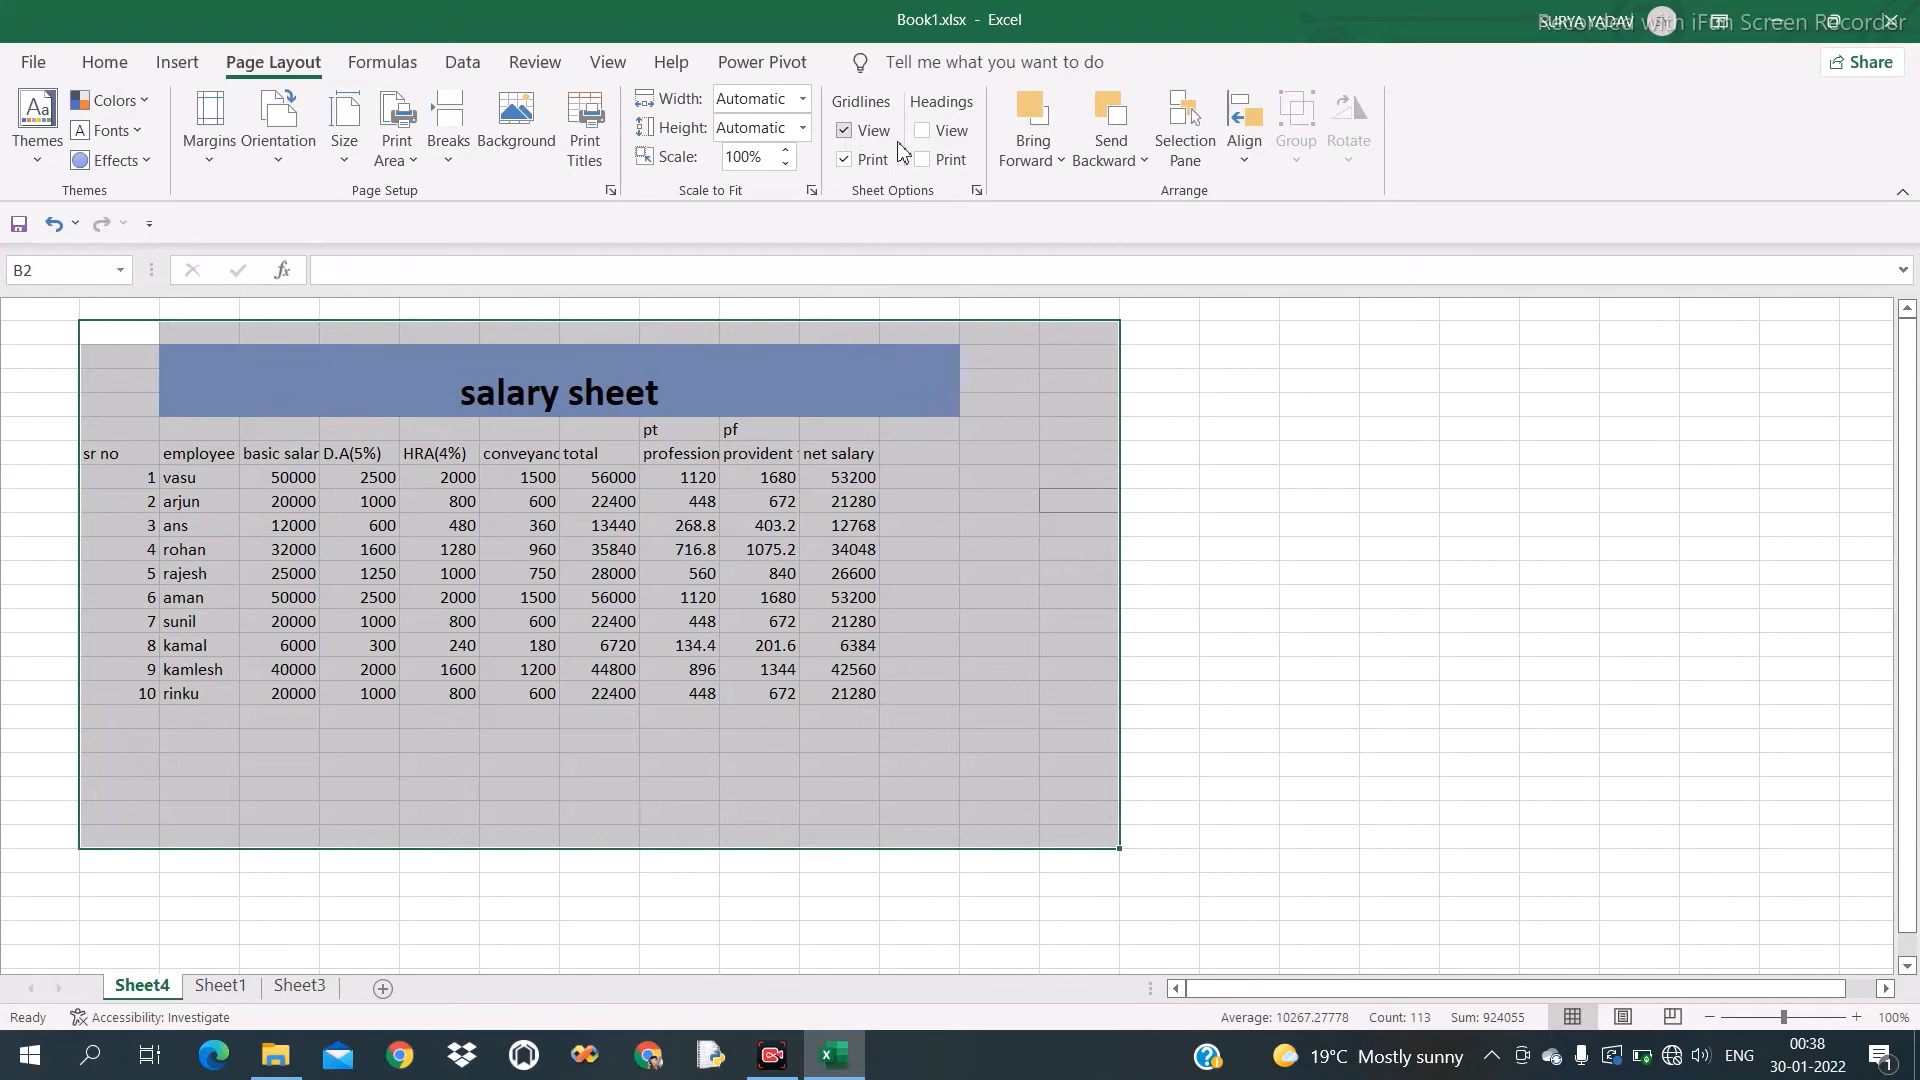 Book1.xlsx - Excel
SURYA YADAV SY
Recorded with iFun Screen Recorder
File Home Insert Page Layout Formulas Data Review View Help Power Pivot Tell me what you want to do Share
Aa Themes Colors Fonts Effects
Margins Orientation Size Print Area Breaks Background Print Titles
Width: Automatic
Height: Automatic
Scale: 100%
Gridlines Headings
View View
Print Print
Bring Forward Send Backward Selection Pane Align Group Rotate
Themes Page Setup Scale to Fit Sheet Options Arrange
B2 fx
salary sheet
pt pf
sr no employee basic salar D.A(5%) HRA(4%) conveyanc total profession provident net salary
1 vasu 50000 2500 2000 1500 56000 1120 1680 53200
2 arjun 20000 1000 800 600 22400 448 672 21280
3 ans 12000 600 480 360 13440 268.8 403.2 12768
4 rohan 32000 1600 1280 960 35840 716.8 1075.2 34048
5 rajesh 25000 1250 1000 750 28000 560 840 26600
6 aman 50000 2500 2000 1500 56000 1120 1680 53200
7 sunil 20000 1000 800 600 22400 448 672 21280
8 kamal 6000 300 240 180 6720 134.4 201.6 6384
9 kamlesh 40000 2000 1600 1200 44800 896 1344 42560
10 rinku 20000 1000 800 600 22400 448 672 21280
Sheet4 Sheet1 Sheet3
Ready Accessibility: Investigate Average: 10267.27778 Count: 113 Sum: 924055 100%
19°C Mostly sunny ENG 00:38
30-01-2022 1